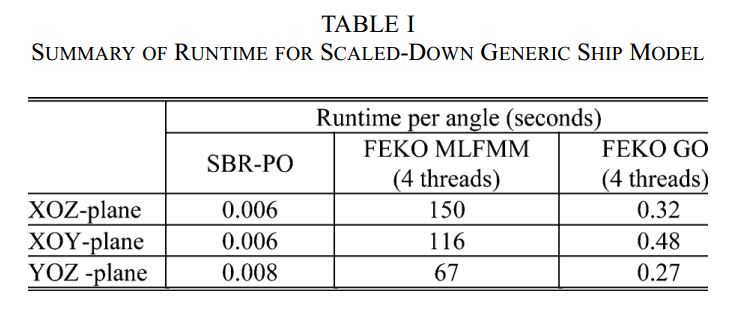 TABLE I
SUMMARY OF RUNTIME FOR SCALED-DOWN GENERIC SHIP MODEL
Runtime per angle (seconds)
SBR-PO FEKO MLFMM (4 threads) FEKO GO (4 threads)
XOZ-plane 0.006 150 0.32
XOY-plane 0.006 116 0.48
YOZ -plane 0.008 67 0.27